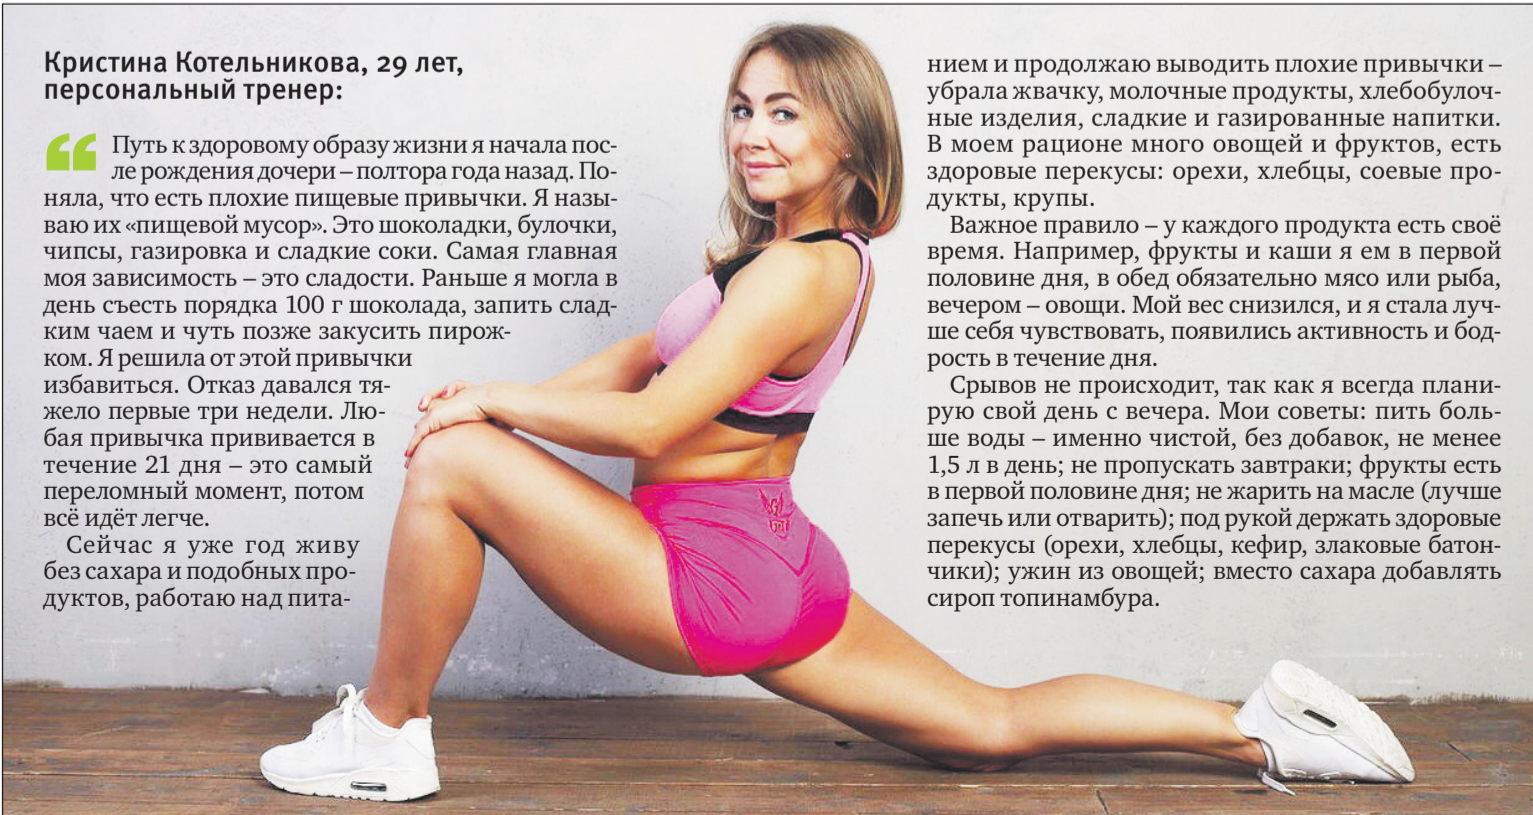 Кристина Котельникова, 29 лет,
персональный тренер:
Путь к здоровому образу жизни я начала пос-
ле рождения дочери – полтора года назад. По-
няла, что есть плохие пищевые привычки. Я назы-
ваю их «пищевой мусор». Это шоколадки, булочки,
чипсы, газировка и сладкие соки. Самая главная
моя зависимость – это сладости. Раньше я могла в
день съесть порядка 100 г шоколада, запить слад-
ким чаем и чуть позже закусить пирож-
ком. Я решила от этой привычки
избавиться. Отказ давался тя-
жело первые три недели. Лю-
бая привычка прививается в
течение 21 дня – это самый
переломный момент, потом
всё идёт легче.
Сейчас я уже год живу
без сахара и подобных про-
дуктов, работаю над пита-
нием и продолжаю выводить плохие привычки –
убрала жвачку, молочные продукты, хлебобулоч-
ные изделия, сладкие и газированные напитки.
В моем рационе много овощей и фруктов, есть
здоровые перекусы: орехи, хлебцы, соевые про-
дукты, крупы.
Важное правило – у каждого продукта есть своё
время. Например, фрукты и каши я ем в первой
половине дня, в обед обязательно мясо или рыба,
вечером – овощи. Мой вес снизился, и я стала луч-
ше себя чувствовать, появились активность и бод-
рость в течение дня.
Срывов не происходит, так как я всегда плани-
рую свой день с вечера. Мои советы: пить боль-
ше воды – именно чистой, без добавок, не менее
1,5 л в день; не пропускать завтраки; фрукты есть
в первой половине дня; не жарить на масле (лучше
запечь или отварить); под рукой держать здоровые
перекусы (орехи, хлебцы, кефир, злаковые батон-
чики); ужин из овощей; вместо сахара добавлять
сироп топинамбура.